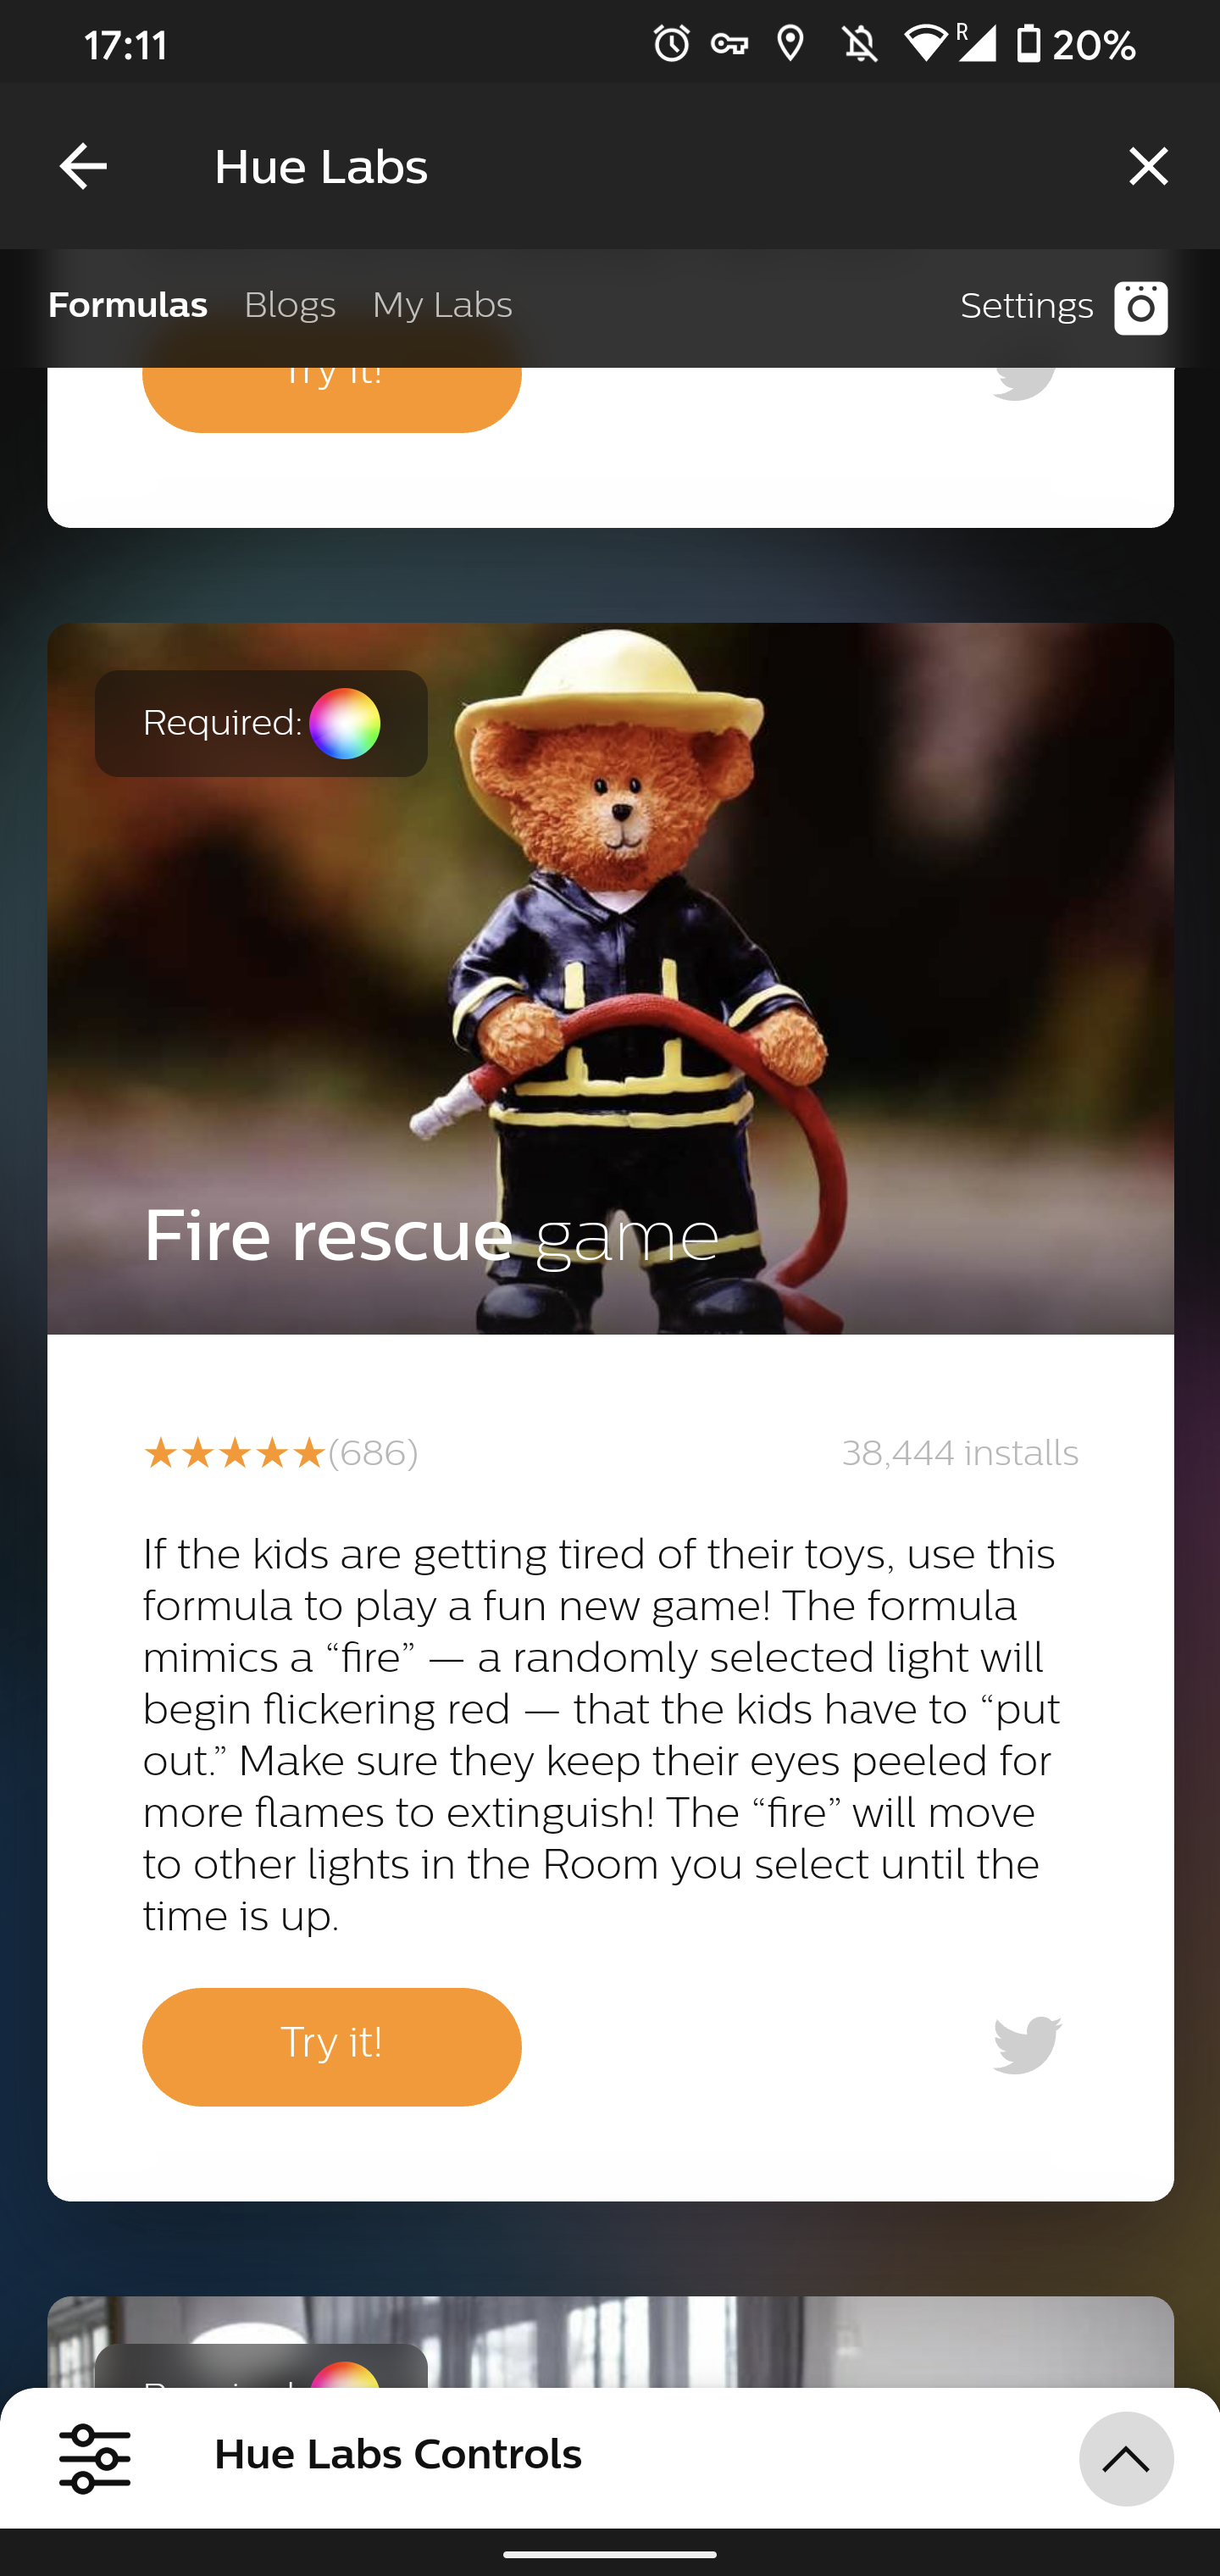 17:11
R
20%
Hue Labs
Formulas Blogs My Labs Settings
Try it!
Required:
Fire rescue game
★★★★★(686) 38,444 installs
If the kids are getting tired of their toys, use this
formula to play a fun new game! The formula
mimics a “fire” — a randomly selected light will
begin flickering red — that the kids have to “put
out.” Make sure they keep their eyes peeled for
more flames to extinguish! The “fire” will move
to other lights in the Room you select until the
time is up.
Try it!
Required:
Hue Labs Controls